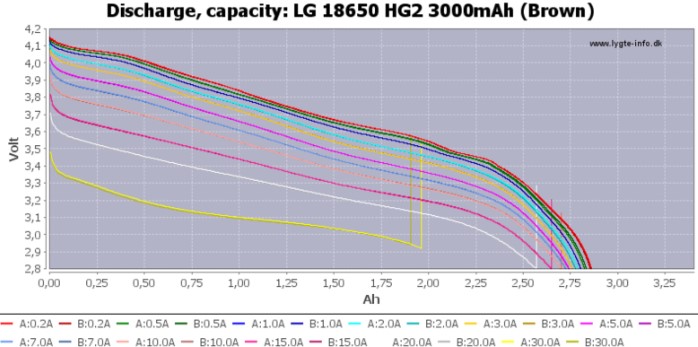 Discharge, capacity: LG 18650 HG2 3000mAh (Brown)
www.lygte-info.dk
Volt
4,2
4,1
4,0
3,9
3,8
3,7
3,6
3,5
3,4
3,3
3,2
3,1
3,0
2,9
2,8
0,00 0,25 0,50 0,75 1,00 1,25 1,50 1,75 2,00 2,25 2,50 2,75 3,00 3,25
Ah
A:0.2A B:0.2A A:0.5A B:0.5A A:1.0A B:1.0A A:2.0A B:2.0A A:3.0A B:3.0A A:5.0A B:5.0A
A:7.0A B:7.0A A:10.0A B:10.0A A:15.0A B:15.0A A:20.0A B:20.0A A:30.0A B:30.0A